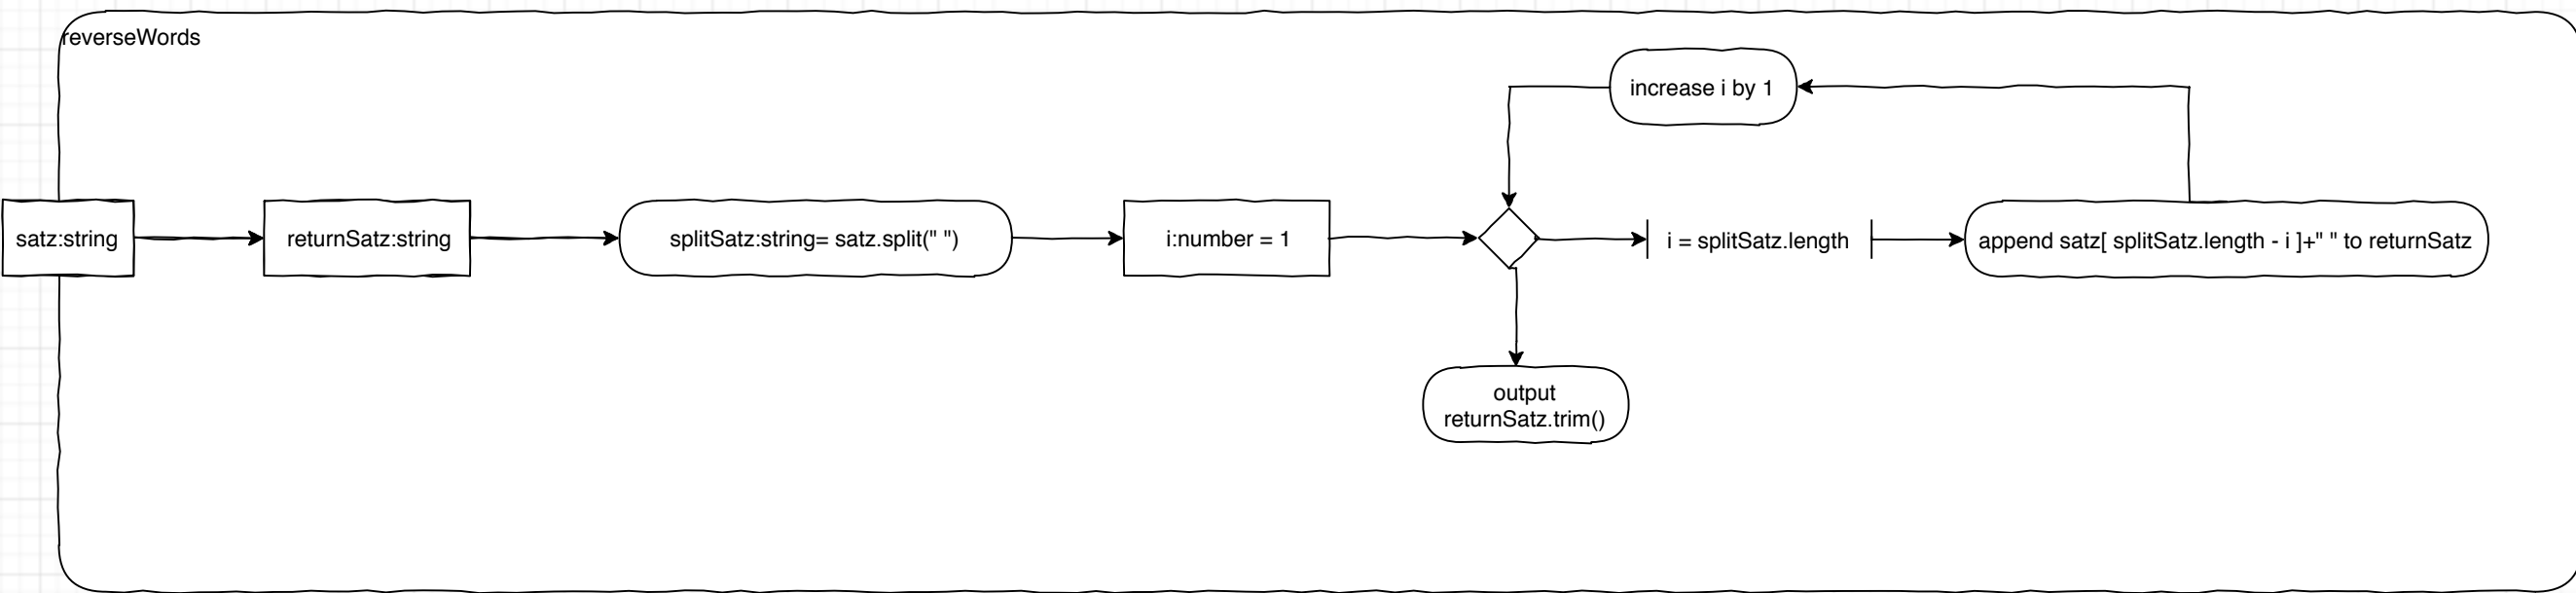 reverseWords
increase i by 1
satz:string
returnSatz:string
splitSatz:string= satz.split(" ")
i:number = 1
i = splitSatz.length
append satz[ splitSatz.length - i ]+" " to returnSatz
output
returnSatz.trim()